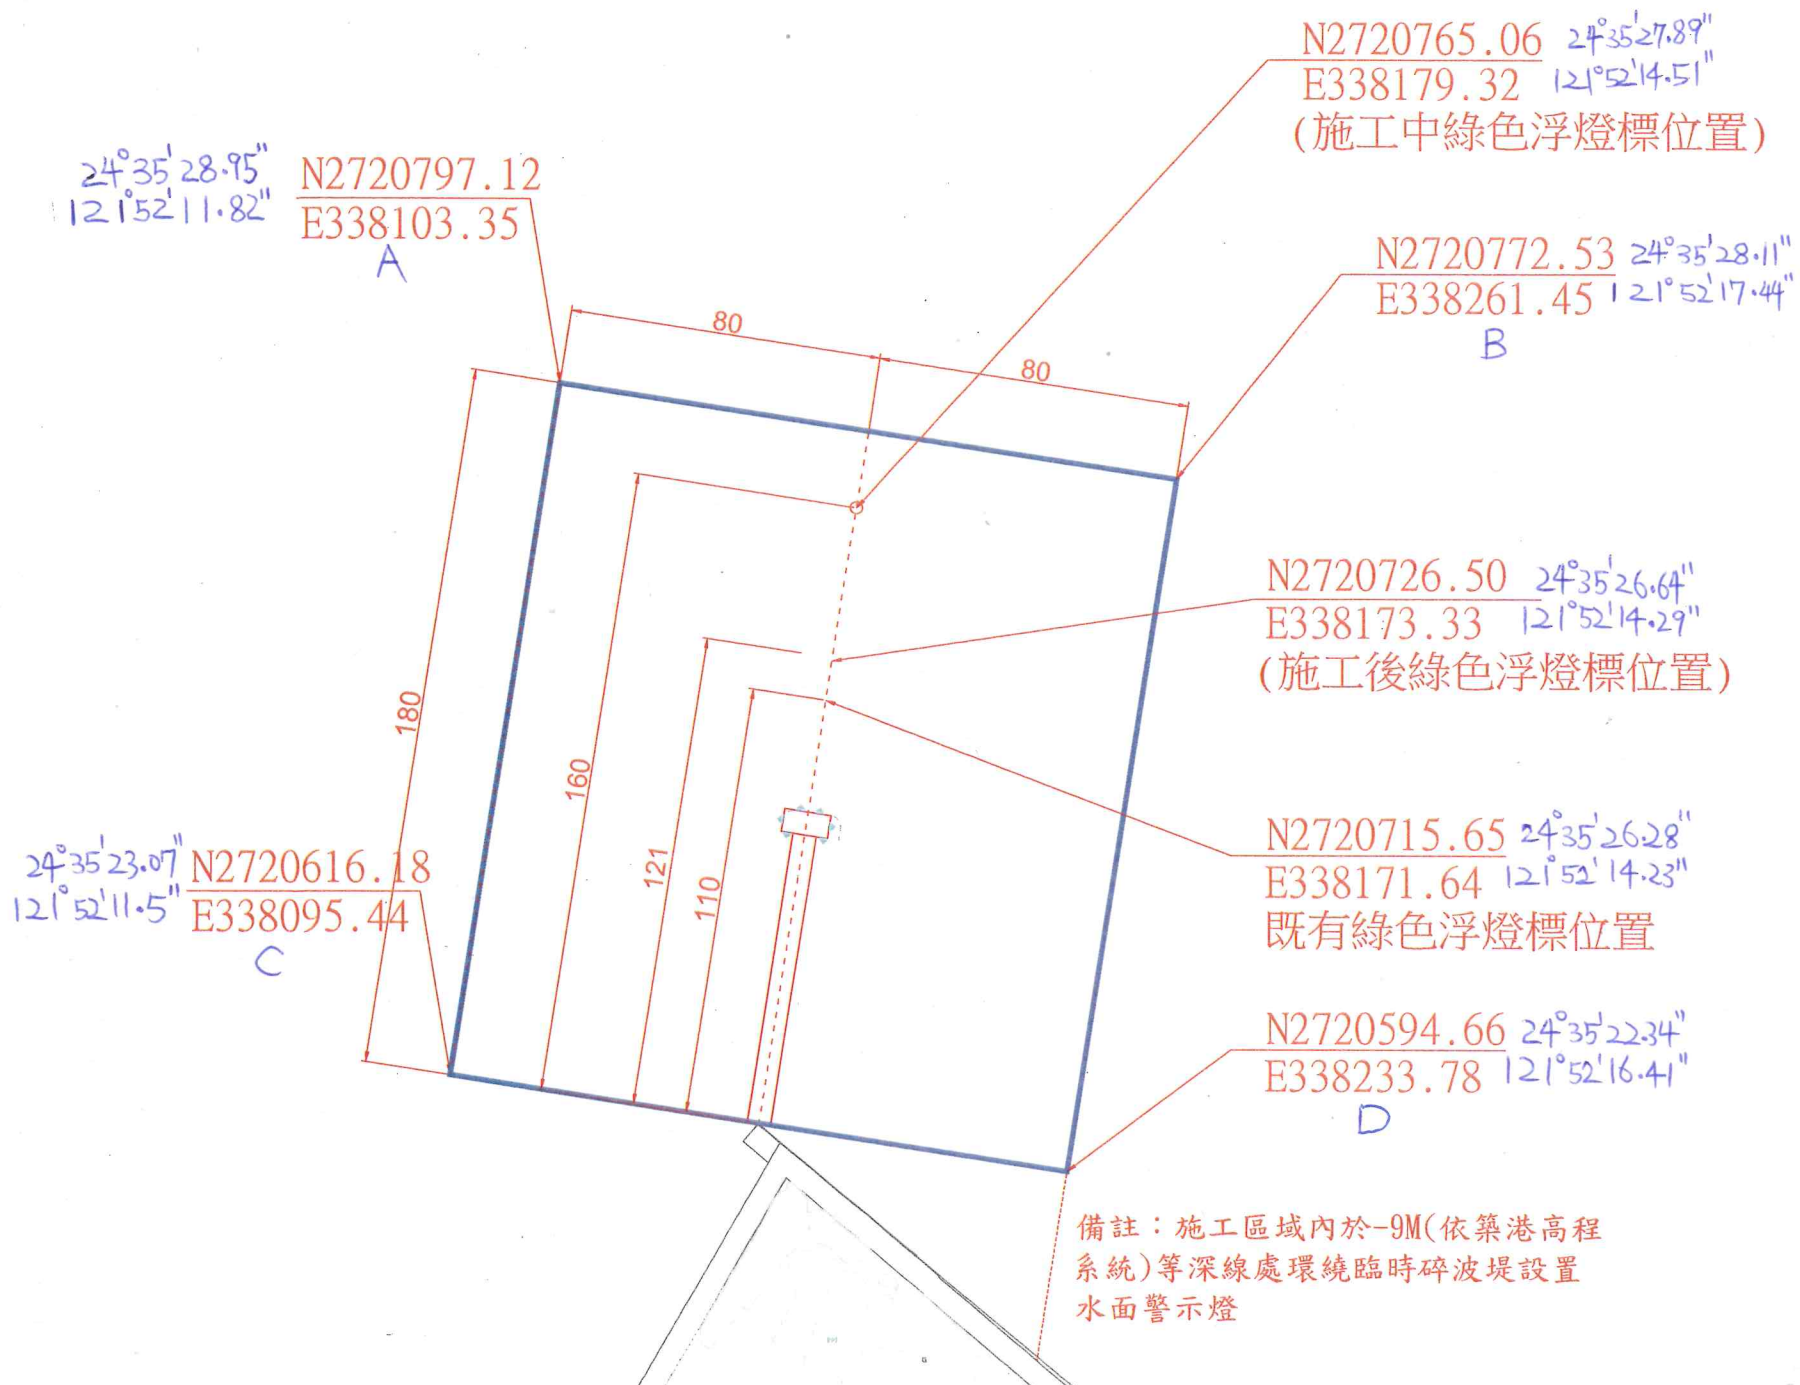 N2720765.06 24°35'27.89"
E338179.32 121°52'14.51"
(施工中綠色浮燈標位置)
24°35'28.95" N2720797.12
121°52'11.82" E338103.35
A
N2720772.53 24°35'28.11"
E338261.45 121°52'17.44"
B
80
80
N2720726.50 24°35'26.64"
E338173.33 121°52'14.29"
(施工後綠色浮燈標位置)
180
160
121
110
N2720715.65 24°35'26.28"
E338171.64 121°52'14.23"
既有綠色浮燈標位置
24°35'23.07" N2720616.18
121°52'11.5" E338095.44
C
N2720594.66 24°35'22.34"
E338233.78 121°52'16.41"
D
備註：施工區域內於-9M(依築港高程
系統)等深線處環繞臨時碎波堤設置
水面警示燈